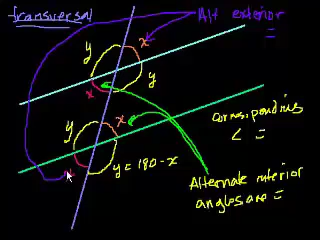 transversal
Alt exterior
=
y
x
y
x
y
x
x
y = 180 - x
corresponding
< =
Alternate interior
angles are =